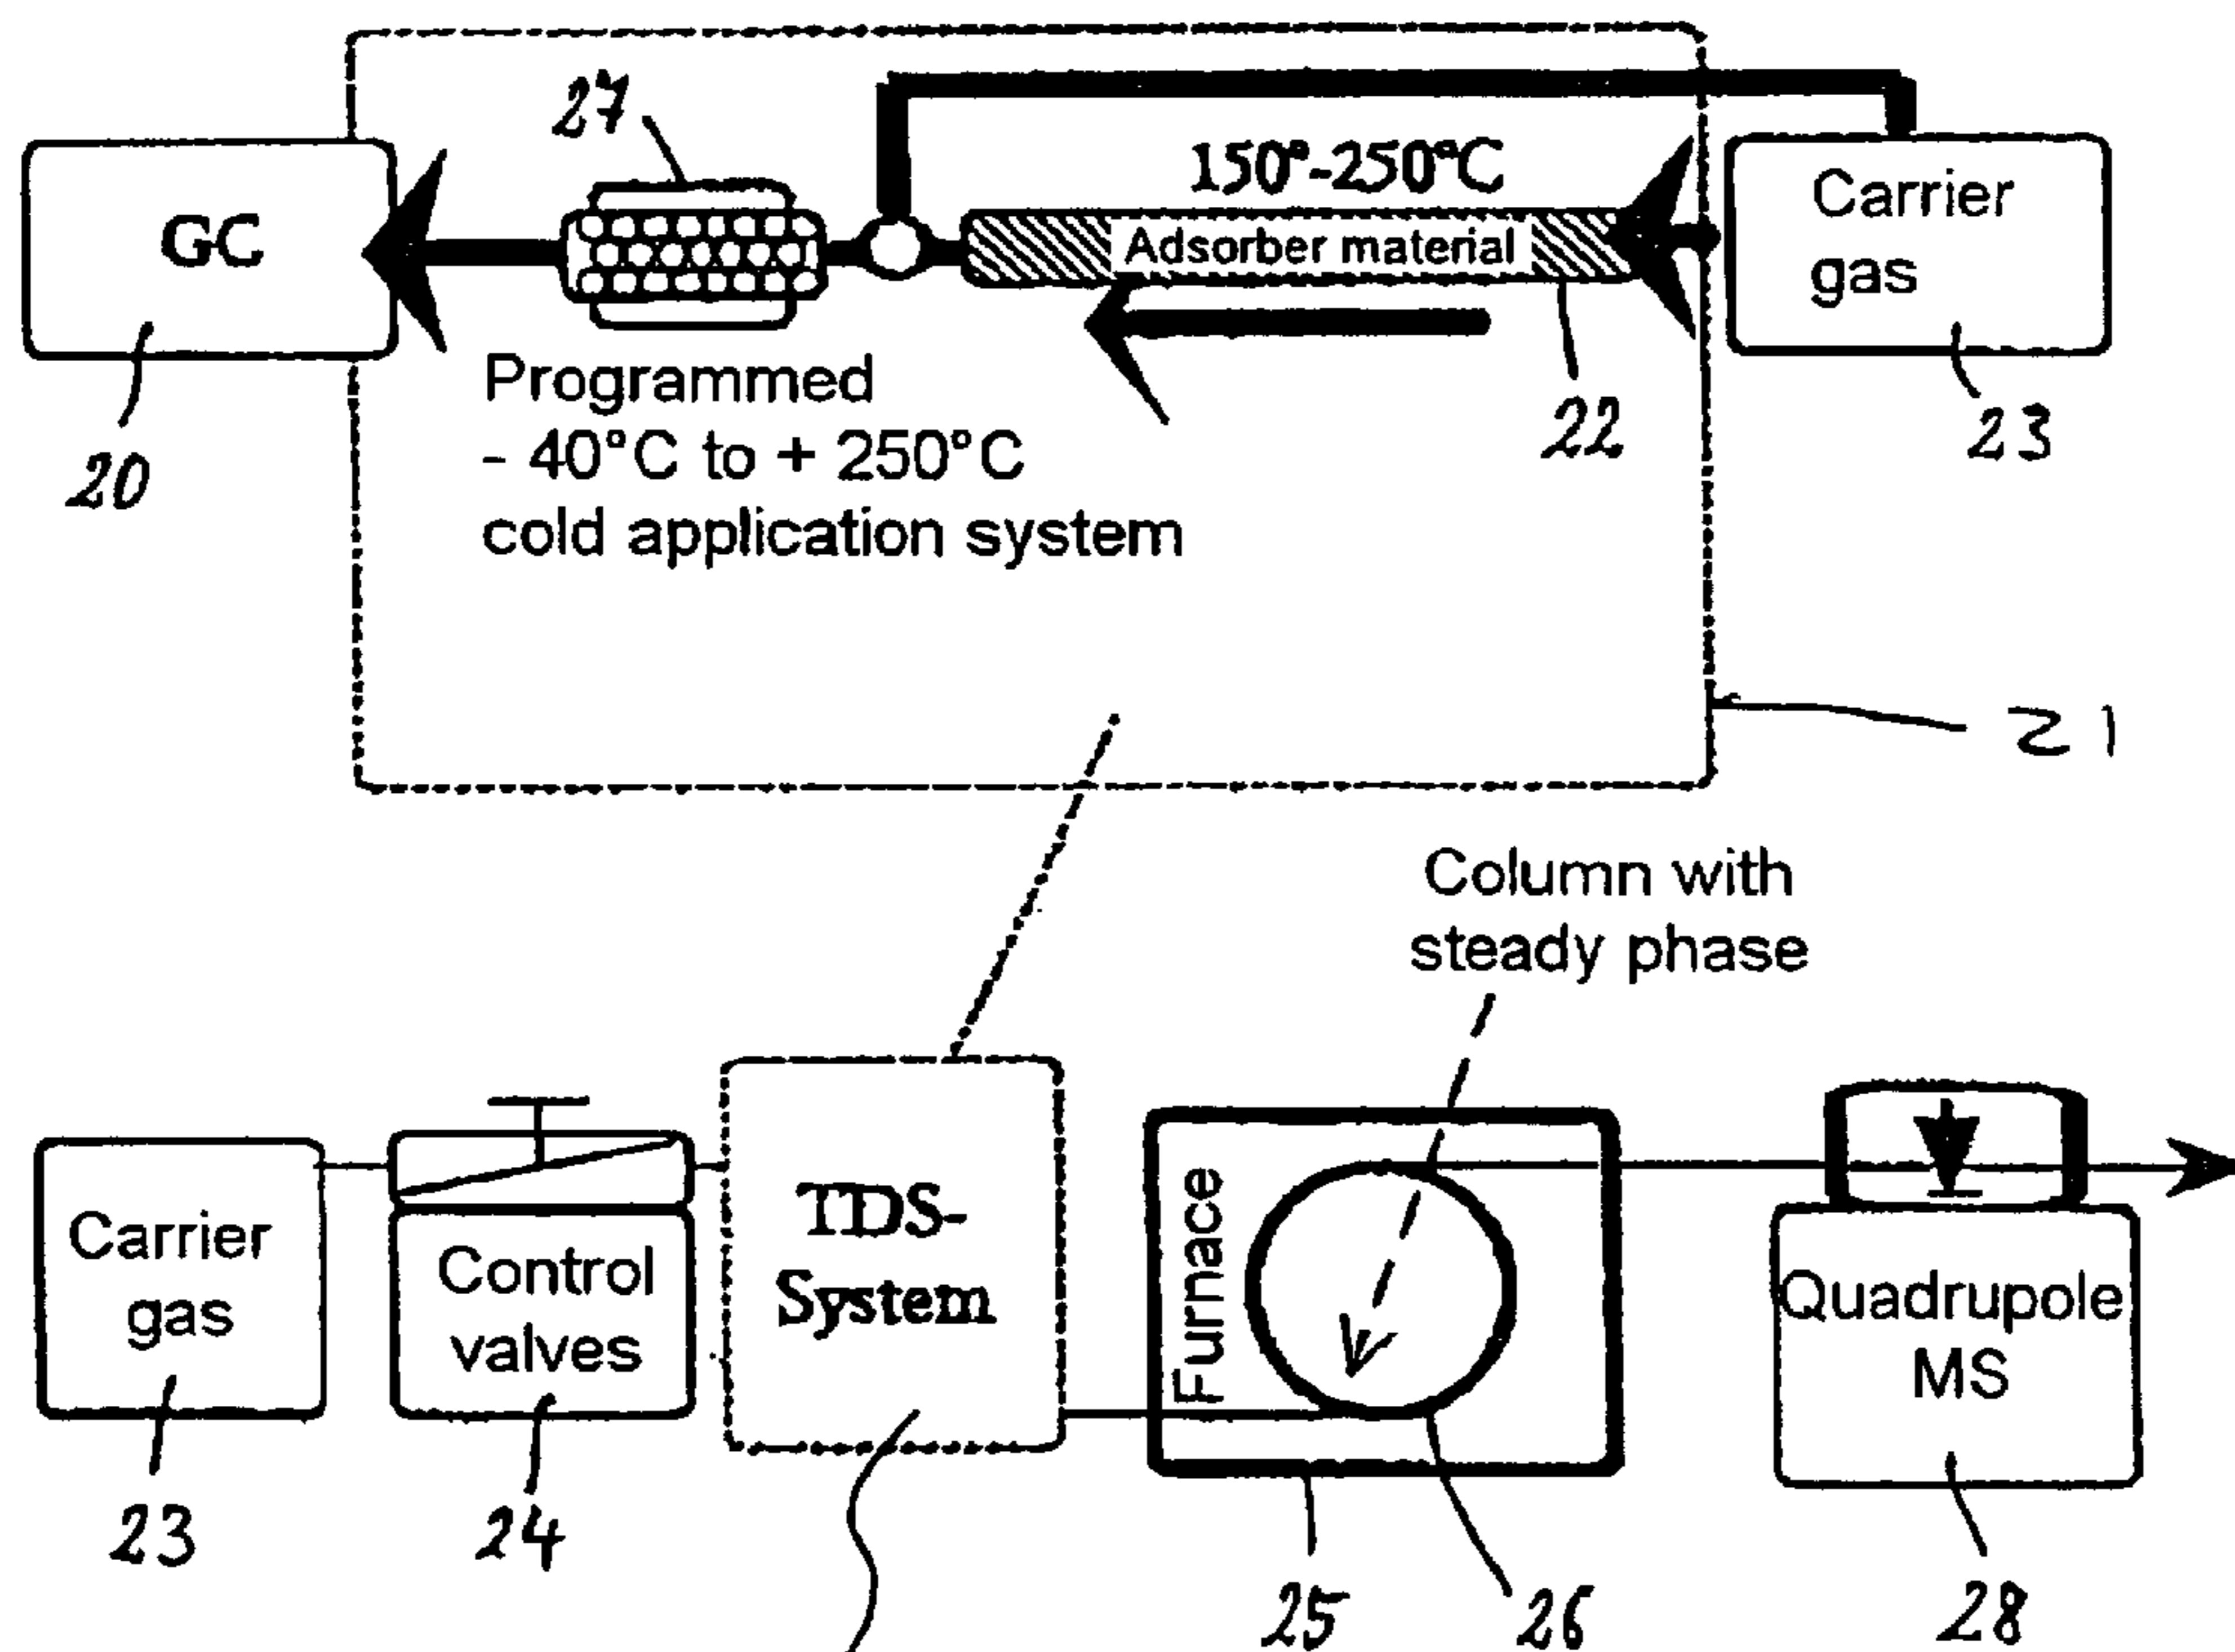 27
GC
150°-250°C
Adsorber material
Carrier
gas
Programmed
- 40°C to + 250°C
cold application system
20
22
23
21
Column with
steady phase
Carrier
gas
Control
valves
TDS-
System
Furnace
Quadrupole
MS
23
24
25
26
28